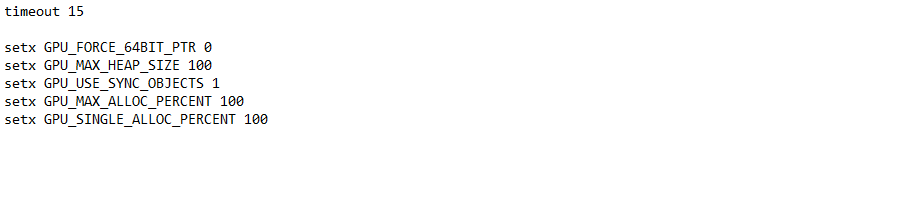 timeout 15
setx GPU_FORCE_64BIT_PTR 0
setx GPU_MAX_HEAP_SIZE 100
setx GPU_USE_SYNC_OBJECTS 1
setx GPU_MAX_ALLOC_PERCENT 100
setx GPU_SINGLE_ALLOC_PERCENT 100